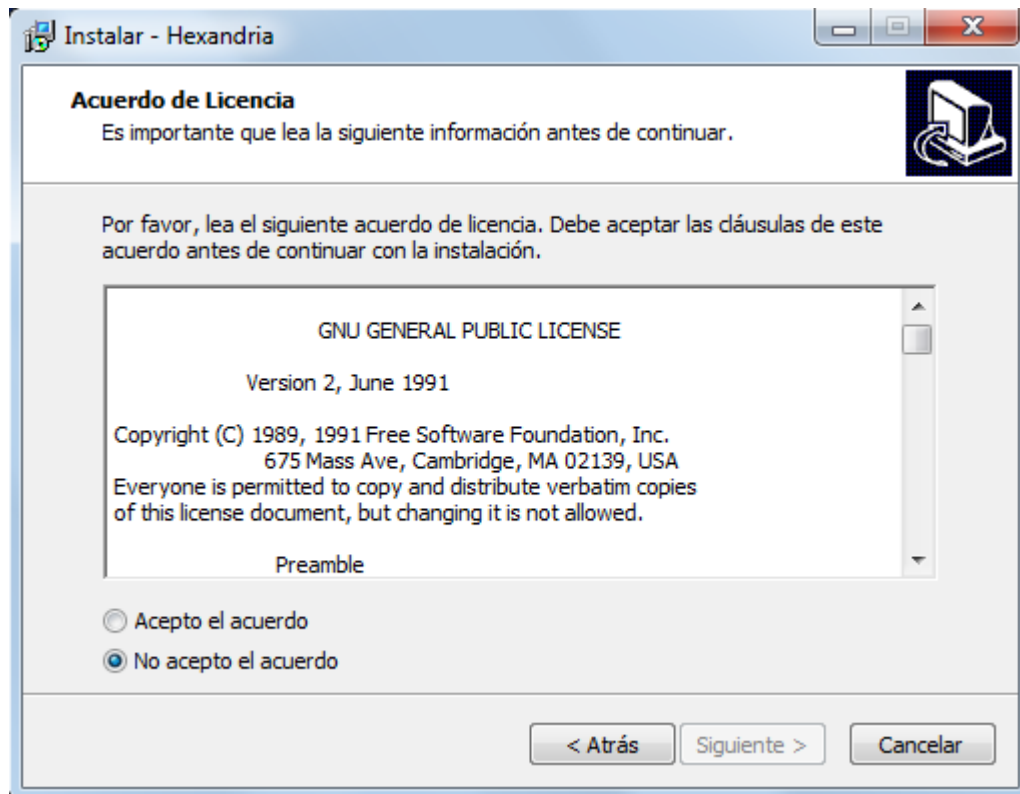 Instalar - Hexandria
Acuerdo de Licencia
Es importante que lea la siguiente información antes de continuar.
Por favor, lea el siguiente acuerdo de licencia. Debe aceptar las cláusulas de este
acuerdo antes de continuar con la instalación.
GNU GENERAL PUBLIC LICENSE
Version 2, June 1991
Copyright (C) 1989, 1991 Free Software Foundation, Inc.
675 Mass Ave, Cambridge, MA 02139, USA
Everyone is permitted to copy and distribute verbatim copies
of this license document, but changing it is not allowed.
Preamble
Acepto el acuerdo
No acepto el acuerdo
< Atrás
Siguiente >
Cancelar